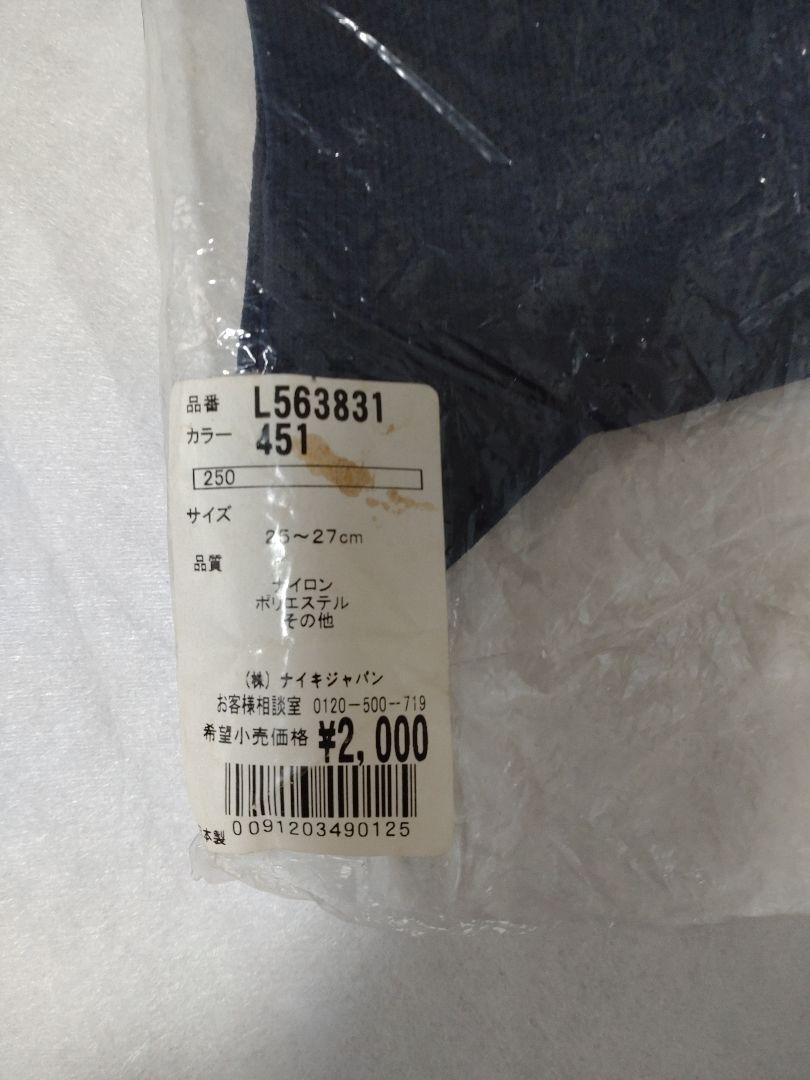 品番 L563831
カラー 451
250
サイズ
25～27cm
品質
ナイロン
ポリエステル
その他
(株) ナイキジャパン
お客様相談室 0120-500-719
希望小売価格 ¥2,000
0091203490125
本製